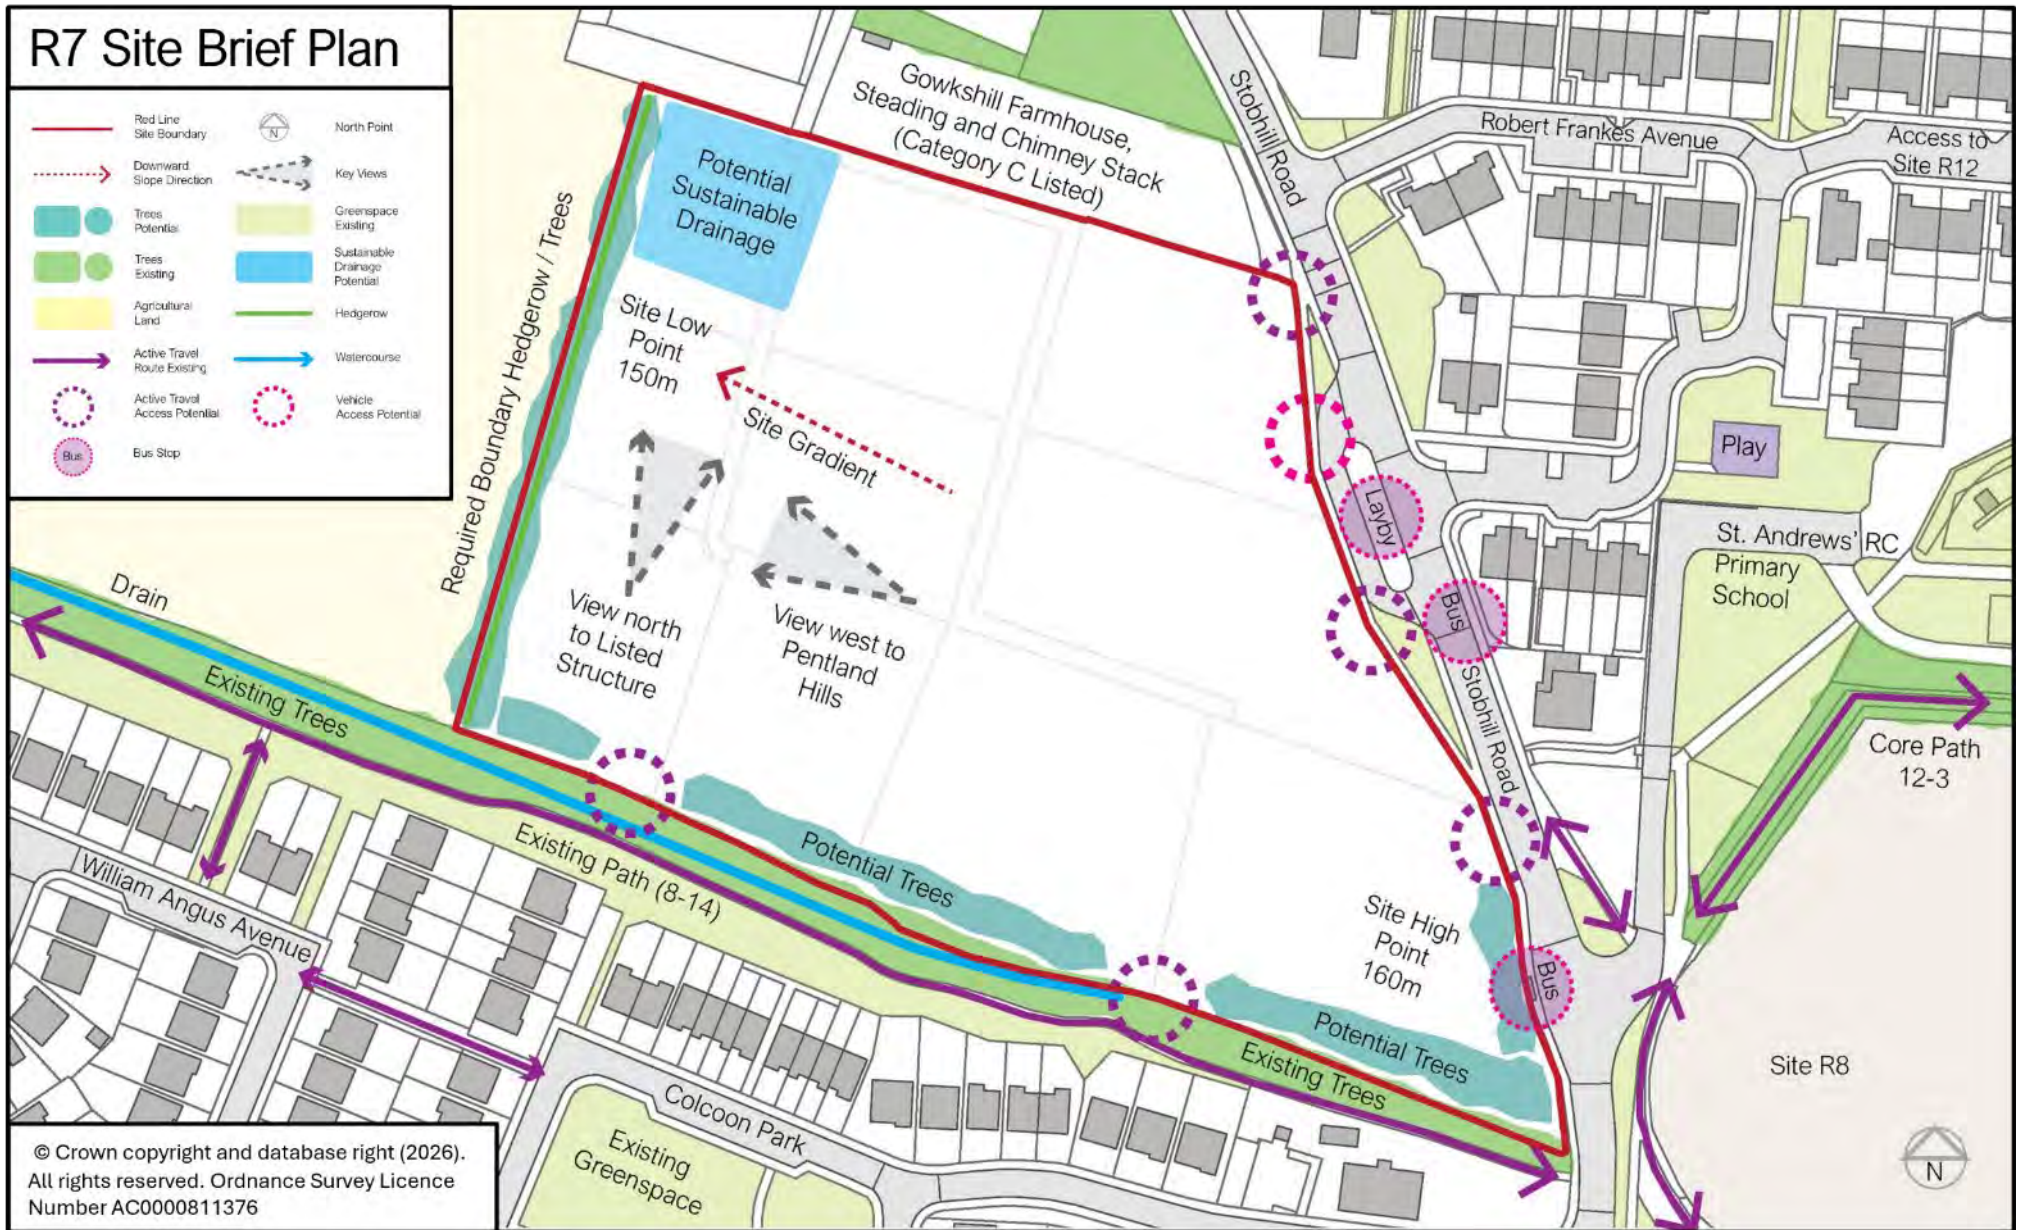 R7 Site Brief Plan
Red Line
Site Boundary
North Point
N
Downward
Slope Direction
Key Views
Trees
Potential
Greenspace
Existing
Trees
Existing
Sustainable
Drainage
Potential
Agricultural
Land
Hedgerow
Active Travel
Route Existing
Watercourse
Active Travel
Access Potential
Vehicle
Access Potential
Bus
Bus Stop
Gowkshill Farmhouse,
Steading and Chimney Stack
(Category C Listed)
Stobhill Road
Robert Frankes Avenue
Access to
Site R12
Potential
Sustainable
Drainage
Required Boundary Hedgerow / Trees
Site Low
Point
150m
Site Gradient
Play
Layby
St. Andrews' RC
Primary
School
Bus
View north
to Listed
Structure
View west to
Pentland
Hills
Stobhill Road
Drain
Existing Trees
Core Path
12-3
Existing Path (8-14)
Potential Trees
William Angus Avenue
Site High
Point
160m
Bus
Potential Trees
Existing Trees
Site R8
Colcoon Park
Existing
Greenspace
N
© Crown copyright and database right (2026).
All rights reserved. Ordnance Survey Licence
Number AC0000811376